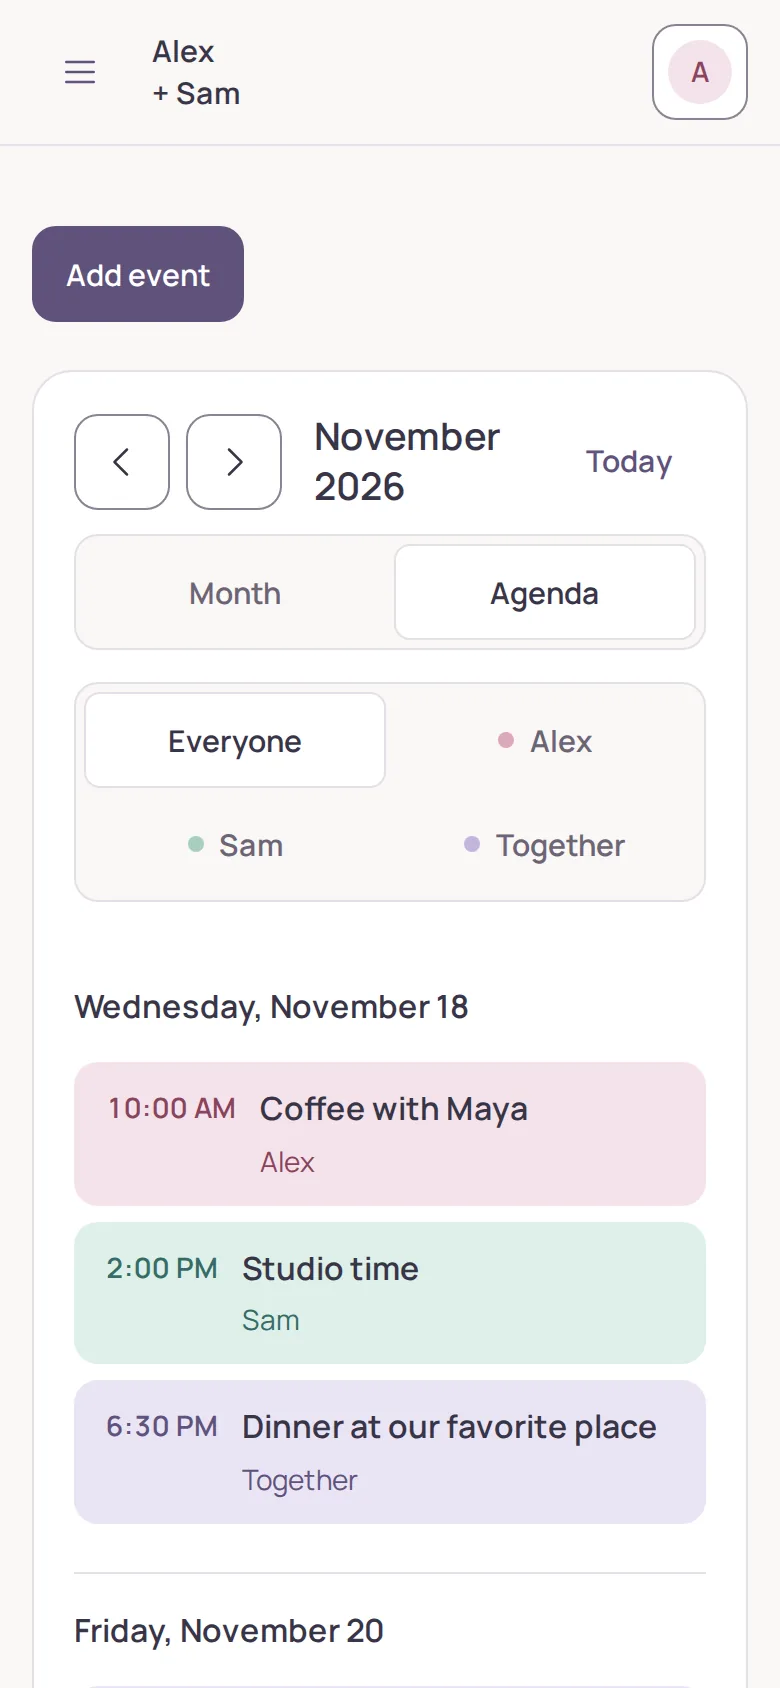 Alex
+ Sam
A
Add event
November
2026
Today
Month
Agenda
Everyone
Alex
Sam
Together
Wednesday, November 18
10:00 AM Coffee with Maya
Alex
2:00 PM Studio time
Sam
6:30 PM Dinner at our favorite place
Together
Friday, November 20